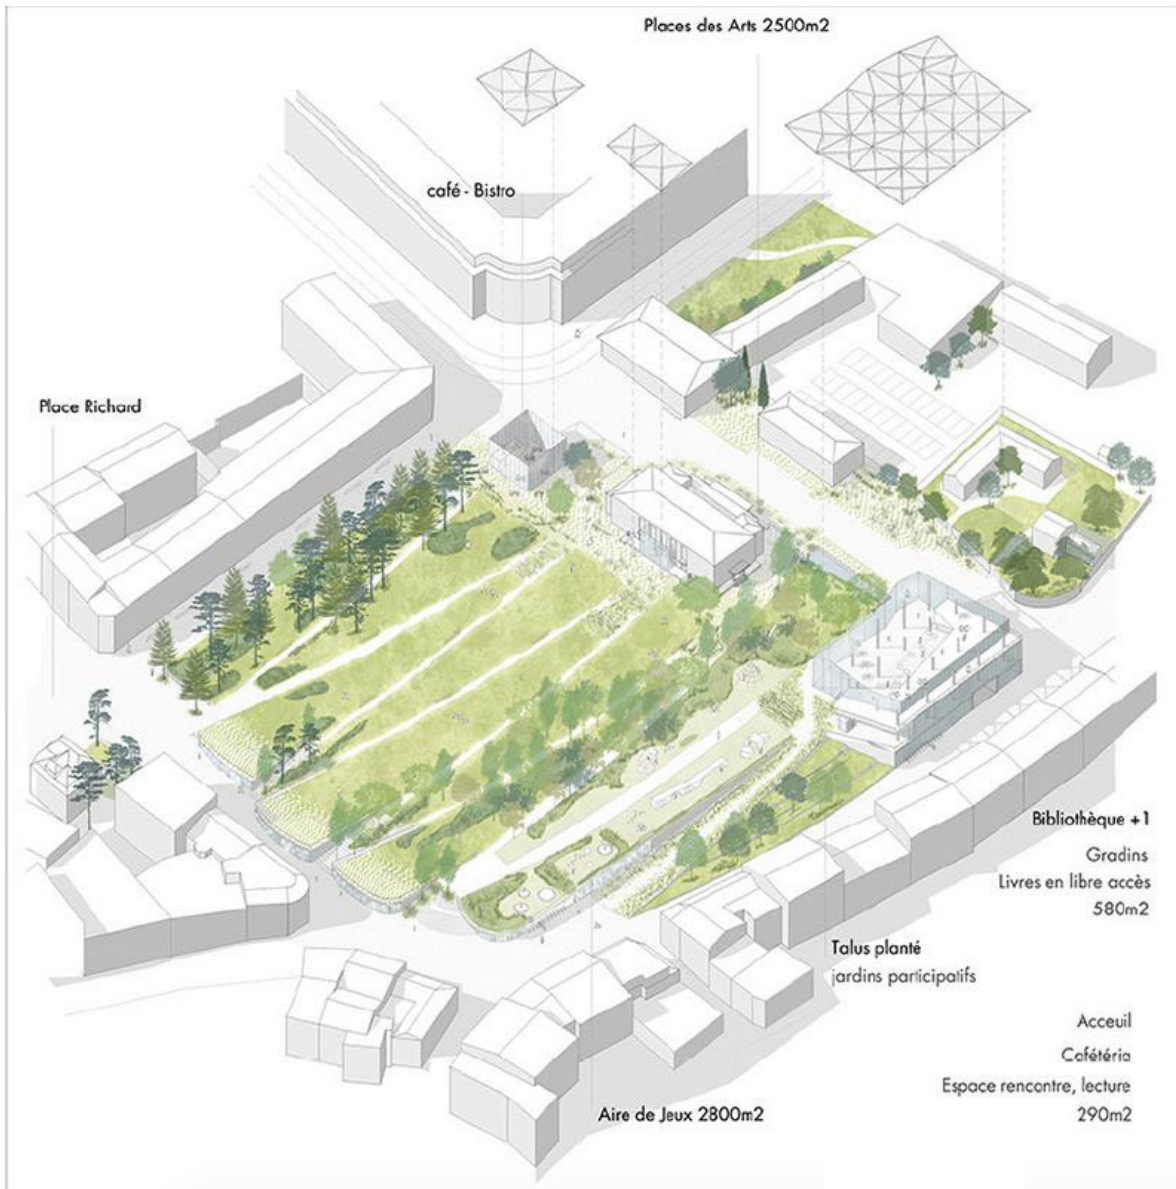 Places des Arts 2500m2
café - Bistro
Place Richard
Bibliothèque +1
Gradins
Livres en libre accès
580m2
Talus planté
jardins participatifs
Acceuil
Cafétéria
Espace rencontre, lecture
290m2
Aire de Jeux 2800m2